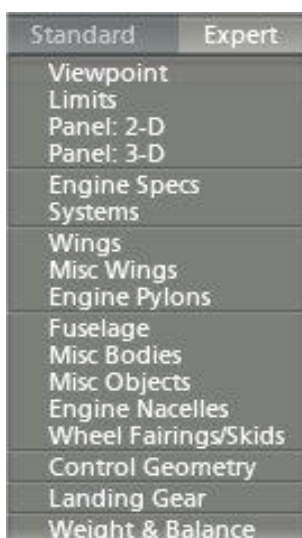 Standard Expert
Viewpoint
Limits
Panel: 2-D
Panel: 3-D
Engine Specs
Systems
Wings
Misc Wings
Engine Pylons
Fuselage
Misc Bodies
Misc Objects
Engine Nacelles
Wheel Fairings/Skids
Control Geometry
Landing Gear
Weight & Balance